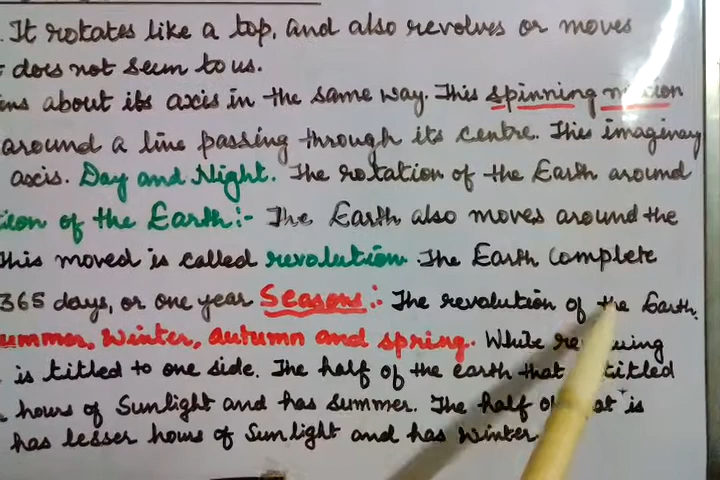 . It rotates like a top, and also revolves or moves
t does not seem to us.
ns about its axis in the same way. This spinning motion
around a line passing through its centre. This imaginary
axis. Day and Night. The rotation of the Earth around
tion of the Earth:- The Earth also moves around the
This moved is called revolution. The Earth complete
365 days, or one year Seasons:- The revolution of the Earth.
ummer, winter, autumn and spring. While
is titled to one side. The half of the earth that titled
hours of Sunlight and has summer. The half is
has lesser hours of Sunlight and has winter